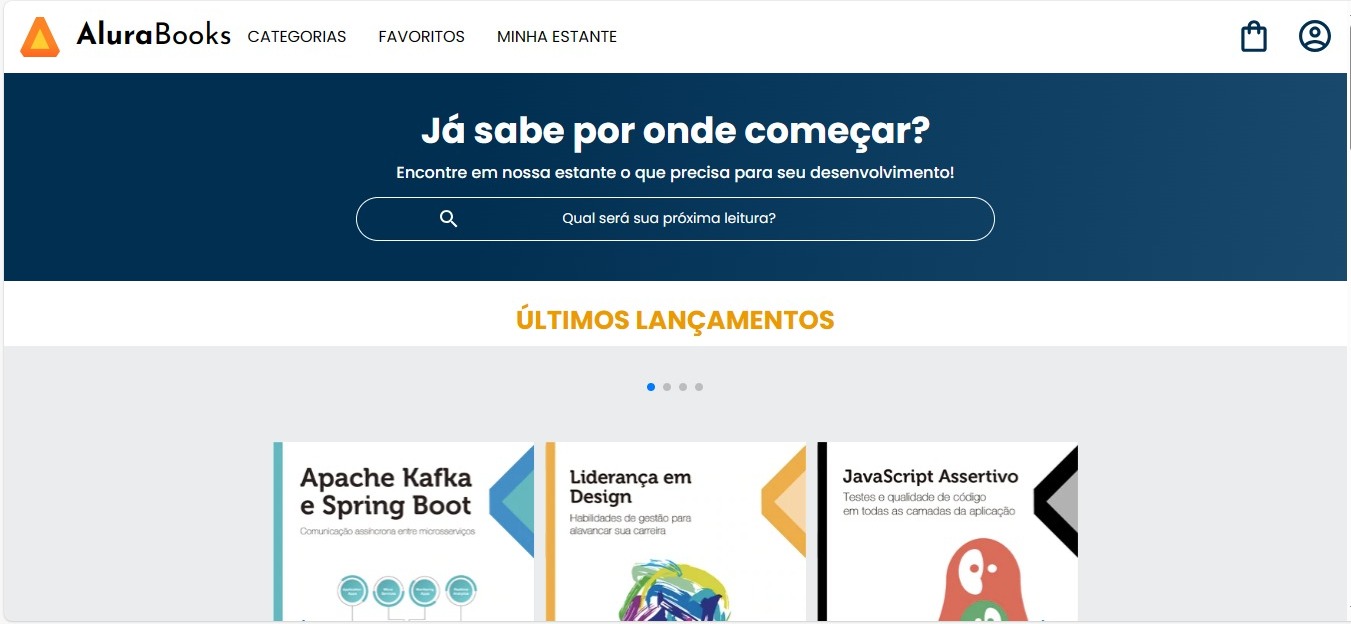 AluraBooks
CATEGORIAS
FAVORITOS
MINHA ESTANTE
Já sabe por onde começar?
Encontre em nossa estante o que precisa para seu desenvolvimento!
Qual será sua próxima leitura?
ÚLTIMOS LANÇAMENTOS
Apache Kafka
e Spring Boot
Comunicação assíncrona entre microsserviços
Liderança em
Design
Habilidades de gestão para
alavancar sua carreira
JavaScript Assertivo
Testes e qualidade de código
em todas as camadas da aplicação